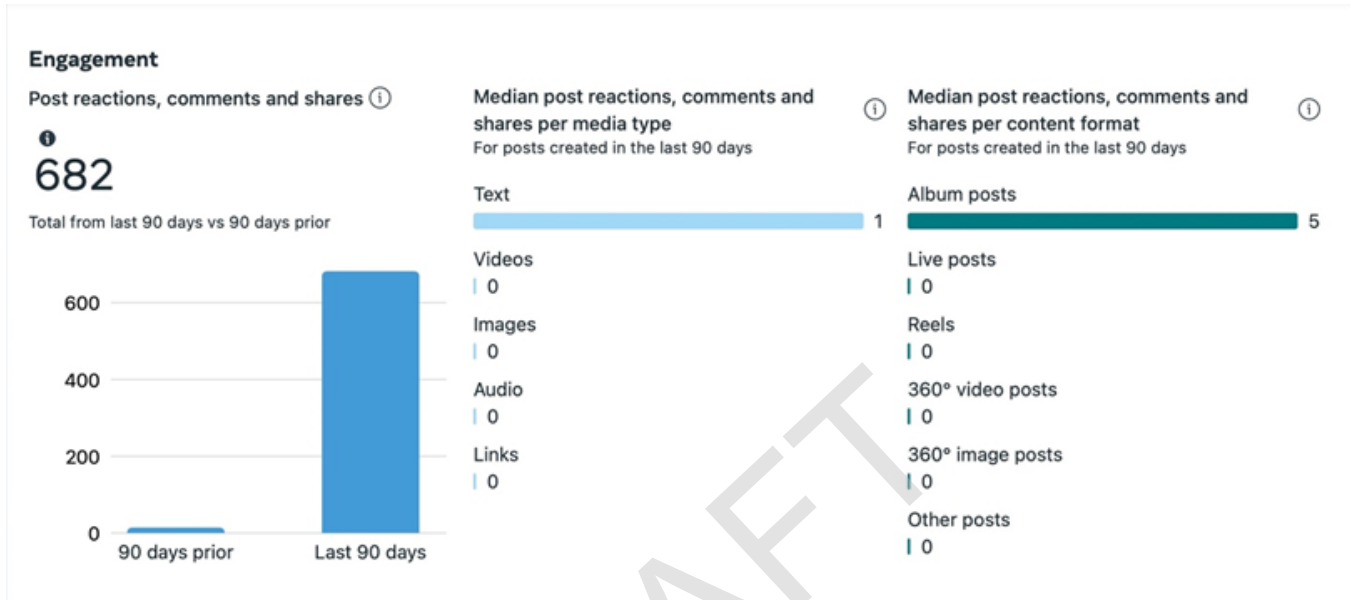 Engagement
Post reactions, comments and shares
682
Total from last 90 days vs 90 days prior
600
400
200
0
90 days prior
Last 90 days
Median post reactions, comments and
shares per media type
For posts created in the last 90 days
Text
1
Videos
0
Images
0
Audio
0
Links
0
Median post reactions, comments and
shares per content format
For posts created in the last 90 days
Album posts
5
Live posts
0
Reels
0
360° video posts
0
360° image posts
0
Other posts
0
AFT